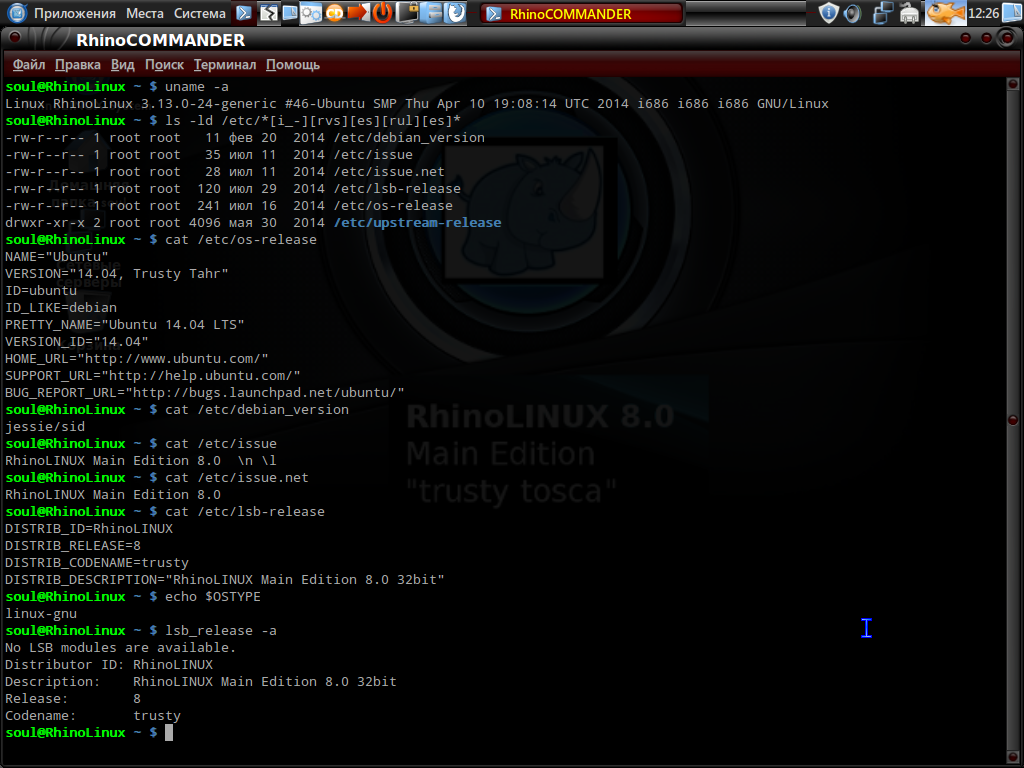 Приложения Места Система RhinoCOMMANDER 12:26
RhinoCOMMANDER
Файл Правка Вид Поиск Терминал Помощь
soul@RhinoLinux ~ $ uname -a
Linux RhinoLinux 3.13.0-24-generic #46-Ubuntu SMP Thu Apr 10 19:08:14 UTC 2014 i686 i686 i686 GNU/Linux
soul@RhinoLinux ~ $ ls -ld /etc/*[i_-][rvs][es][rul][es]*
-rw-r--r-- 1 root root   11 фев 20  2014 /etc/debian_version
-rw-r--r-- 1 root root   35 июл 11  2014 /etc/issue
-rw-r--r-- 1 root root   28 июл 11  2014 /etc/issue.net
-rw-r--r-- 1 root root  120 июл 29  2014 /etc/lsb-release
-rw-r--r-- 1 root root  241 июл 16  2014 /etc/os-release
drwxr-xr-x 2 root root 4096 мая 30  2014 /etc/upstream-release
soul@RhinoLinux ~ $ cat /etc/os-release
NAME="Ubuntu"
VERSION="14.04, Trusty Tahr"
ID=ubuntu
ID_LIKE=debian
PRETTY_NAME="Ubuntu 14.04 LTS"
VERSION_ID="14.04"
HOME_URL="http://www.ubuntu.com/"
SUPPORT_URL="http://help.ubuntu.com/"
BUG_REPORT_URL="http://bugs.launchpad.net/ubuntu/"
soul@RhinoLinux ~ $ cat /etc/debian_version
jessie/sid
soul@RhinoLinux ~ $ cat /etc/issue
RhinoLINUX Main Edition 8.0  \n \l
soul@RhinoLinux ~ $ cat /etc/issue.net
RhinoLINUX Main Edition 8.0
soul@RhinoLinux ~ $ cat /etc/lsb-release
DISTRIB_ID=RhinoLINUX
DISTRIB_RELEASE=8
DISTRIB_CODENAME=trusty
DISTRIB_DESCRIPTION="RhinoLINUX Main Edition 8.0 32bit"
soul@RhinoLinux ~ $ echo $OSTYPE
linux-gnu
soul@RhinoLinux ~ $ lsb_release -a
No LSB modules are available.
Distributor ID: RhinoLINUX
Description:    RhinoLINUX Main Edition 8.0 32bit
Release:        8
Codename:       trusty
soul@RhinoLinux ~ $
RhinoLINUX 8.0
Main Edition
"trusty tosca"